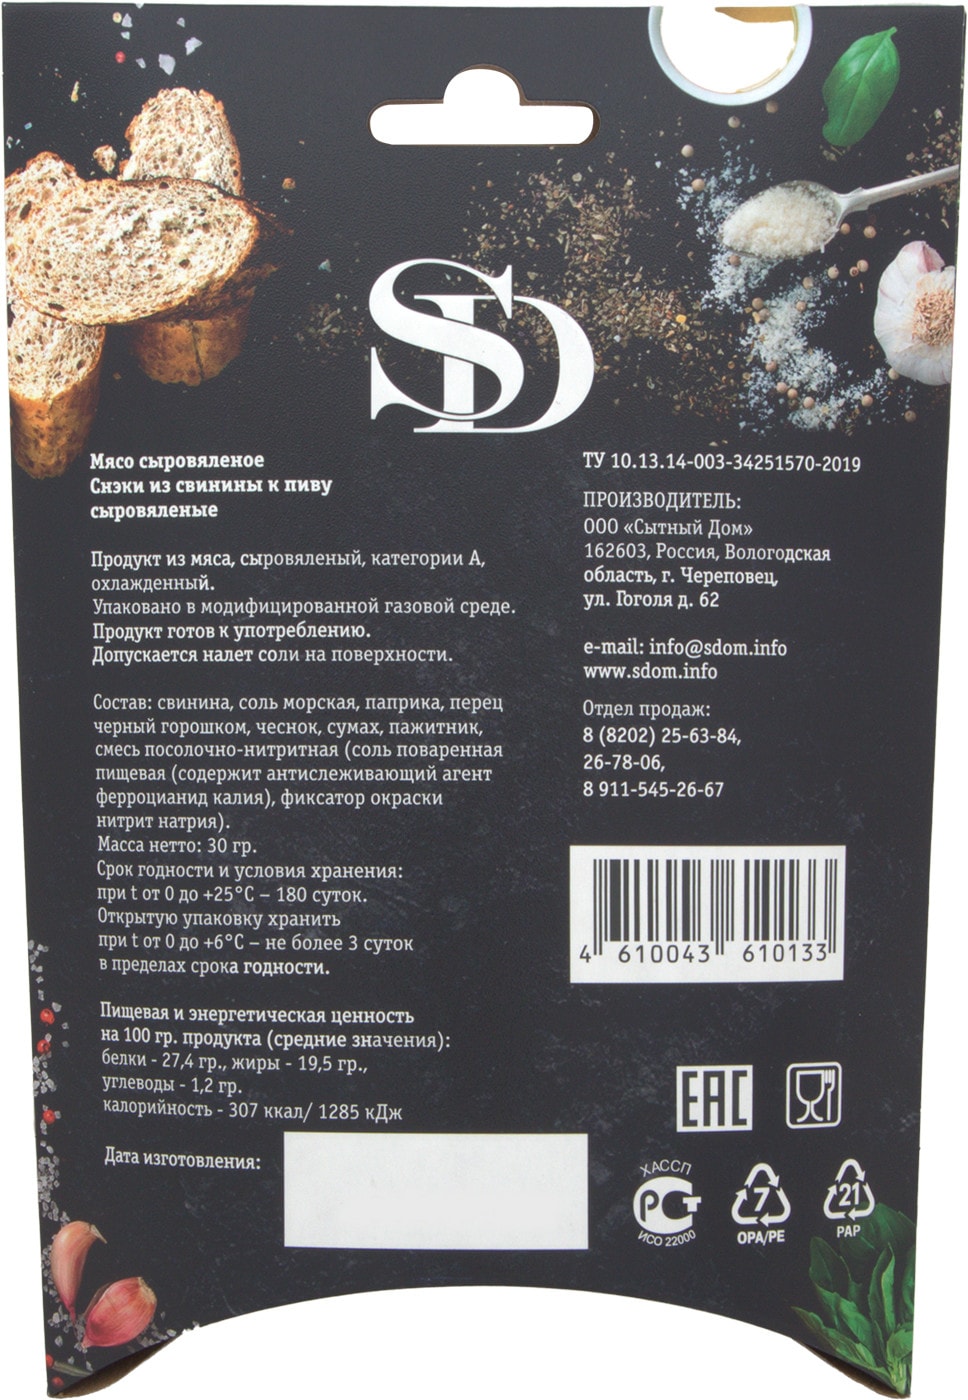 SD
Мясо сыровяленое
Снэки из свинины к пиву
сыровяленые
Продукт из мяса, сыровяленый, категории А,
охлажденный.
Упаковано в модифицированной газовой среде.
Продукт готов к употреблению.
Допускается налет соли на поверхности.
Состав: свинина, соль морская, паприка, перец
черный горошком, чеснок, сумах, пажитник,
смесь посолочно-нитритная (соль поваренная
пищевая (содержит антислеживающий агент
ферроцианид калия), фиксатор окраски
нитрит натрия).
Масса нетто: 30 гр.
Срок годности и условия хранения:
при t от 0 до +25°С – 180 суток.
Открытую упаковку хранить
при t от 0 до +6°С – не более 3 суток
в пределах срока годности.
Пищевая и энергетическая ценность
на 100 гр. продукта (средние значения):
белки - 27,4 гр., жиры - 19,5 гр.,
углеводы - 1,2 гр.
калорийность - 307 ккал/ 1285 кДж
Дата изготовления:
ТУ 10.13.14-003-34251570-2019
ПРОИЗВОДИТЕЛЬ:
ООО «Сытный Дом»
162603, Россия, Вологодская
область, г. Череповец,
ул. Гоголя д. 62
e-mail: info@sdom.info
www.sdom.info
Отдел продаж:
8 (8202) 25-63-84,
26-78-06,
8 911-545-26-67
4 610043 610133
EAC
ХАССП
РСТ
ИСО 22000
7
OPA/PE
21
PAP